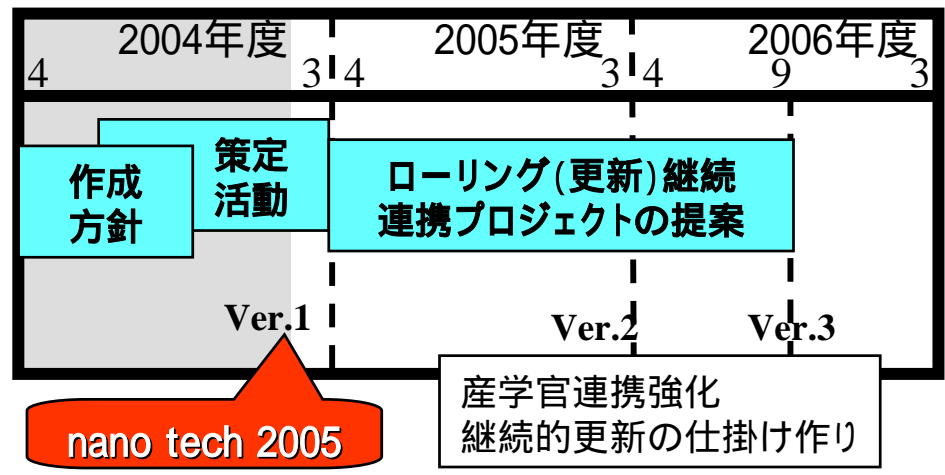 2004年度 2005年度 2006年度
4 3 4 3 4 9 3
作成
方針
策定
活動
ローリング(更新)継続
連携プロジェクトの提案
Ver.1 Ver.2 Ver.3
nano tech 2005
産学官連携強化
継続的更新の仕掛け作り